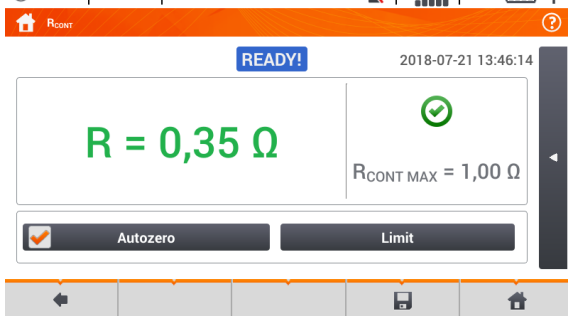 RCONT
READY!
2018-07-21 13:46:14
R = 0,35 Ω
RCONT MAX = 1,00 Ω
Autozero
Limit